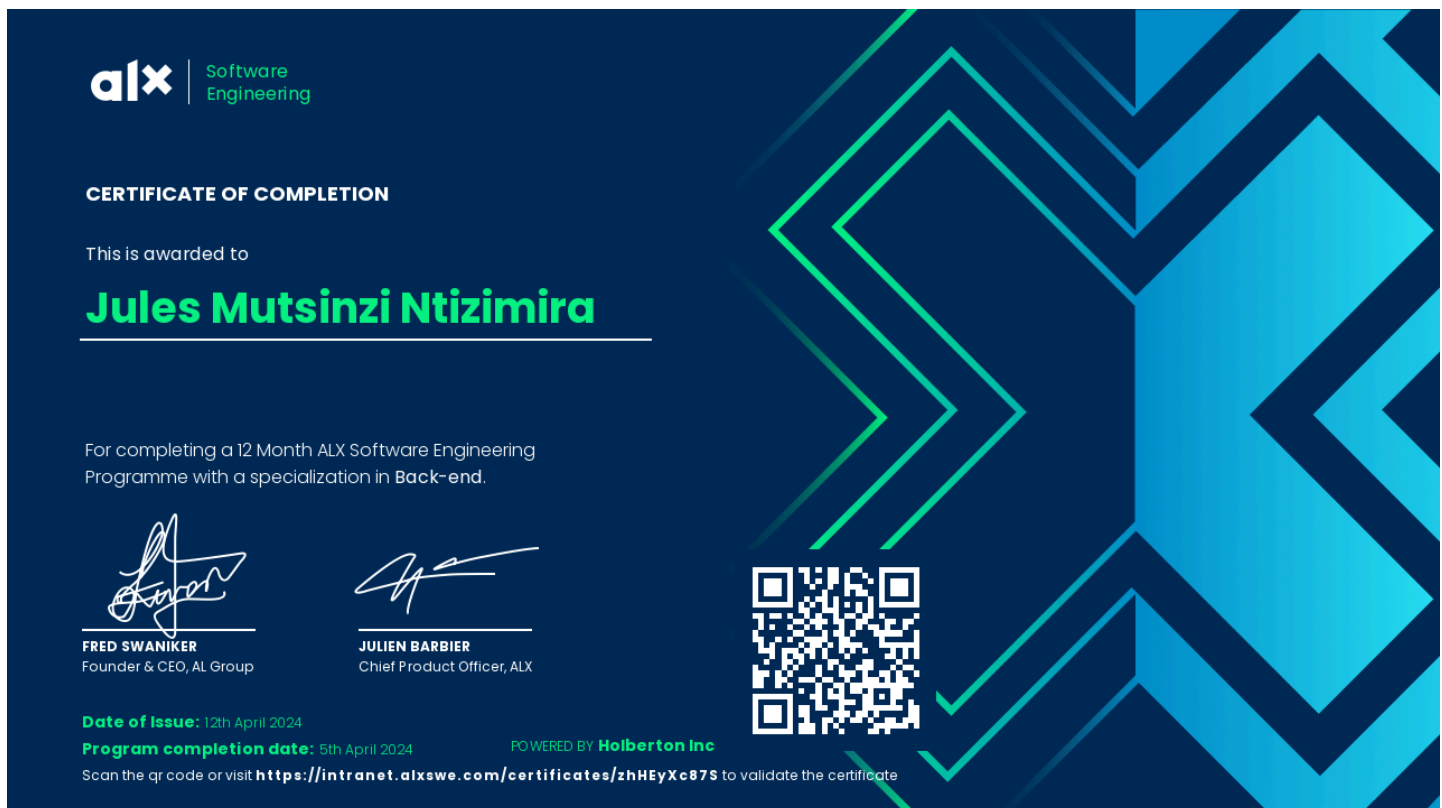 alx
Software
Engineering
CERTIFICATE OF COMPLETION
This is awarded to
Jules Mutsinzi Ntizimira
For completing a 12 Month ALX Software Engineering
Programme with a specialization in Back-end.
FRED SWANIKER
Founder & CEO, AL Group
JULIEN BARBIER
Chief Product Officer, ALX
Date of Issue: 12th April 2024
Program completion date: 5th April 2024
POWERED BY Holberton Inc
Scan the qr code or visit https://intranet.alxswe.com/certificates/zhHEyXc87S to validate the certificate